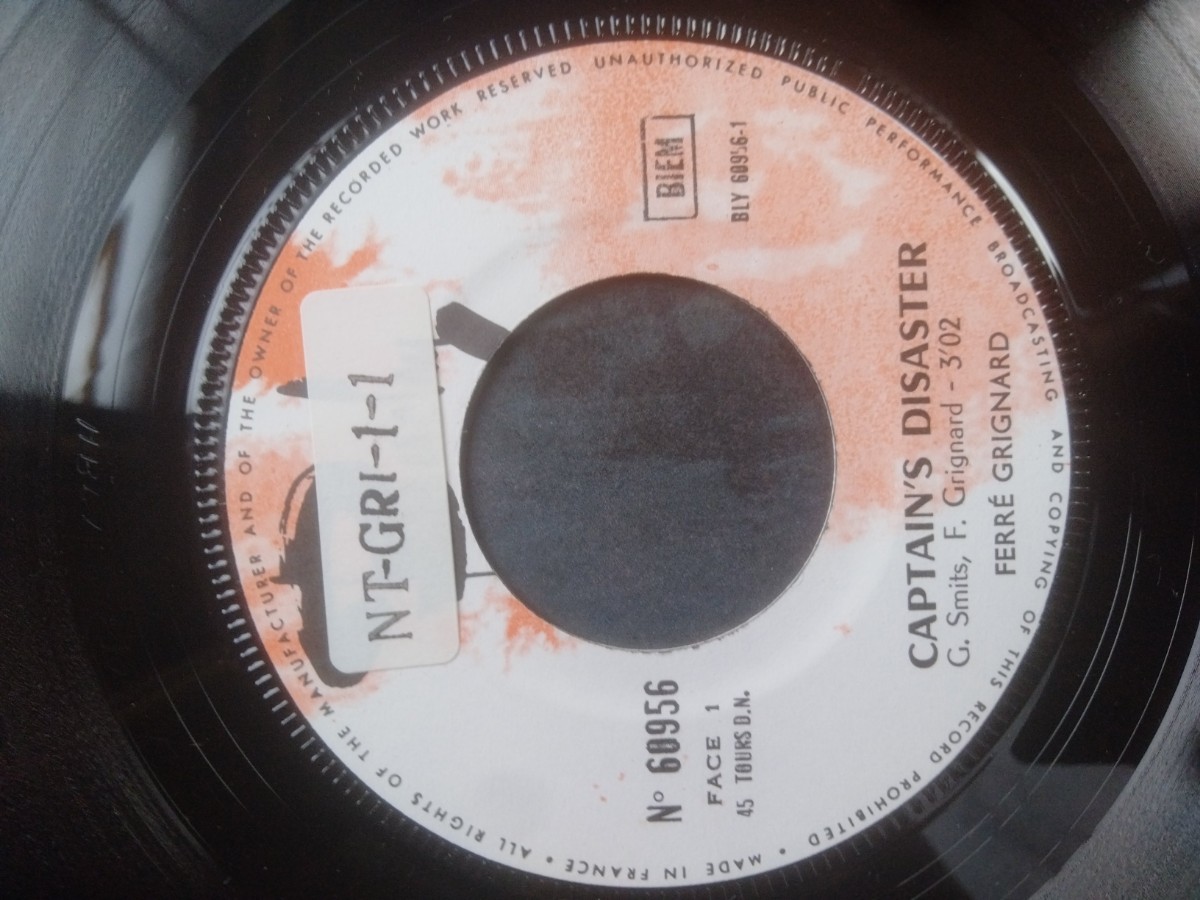 NT-GRI-1-1
Nº 60956
FACE 1
45 TOURS D.N.
BIEM
BLY 60956-1
CAPTAIN'S DISASTER
G. Smits, F. Grignard - 3'02
FERRÉ GRIGNARD
ALL RIGHTS OF THE MANUFACTURER AND OF THE OWNER OF THE RECORDED WORK RESERVED UNAUTHORIZED PUBLIC PERFORMANCE BROADCASTING AND COPYING OF THIS RECORD PROHIBITED • MADE IN FRANCE •